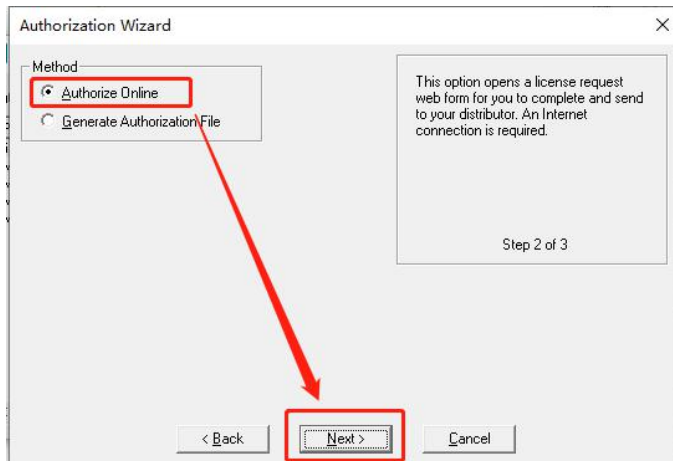 Authorization Wizard
Method
Authorize Online
Generate Authorization File
This option opens a license request
web form for you to complete and send
to your distributor. An Internet
connection is required.
Step 2 of 3
< Back
Next >
Cancel